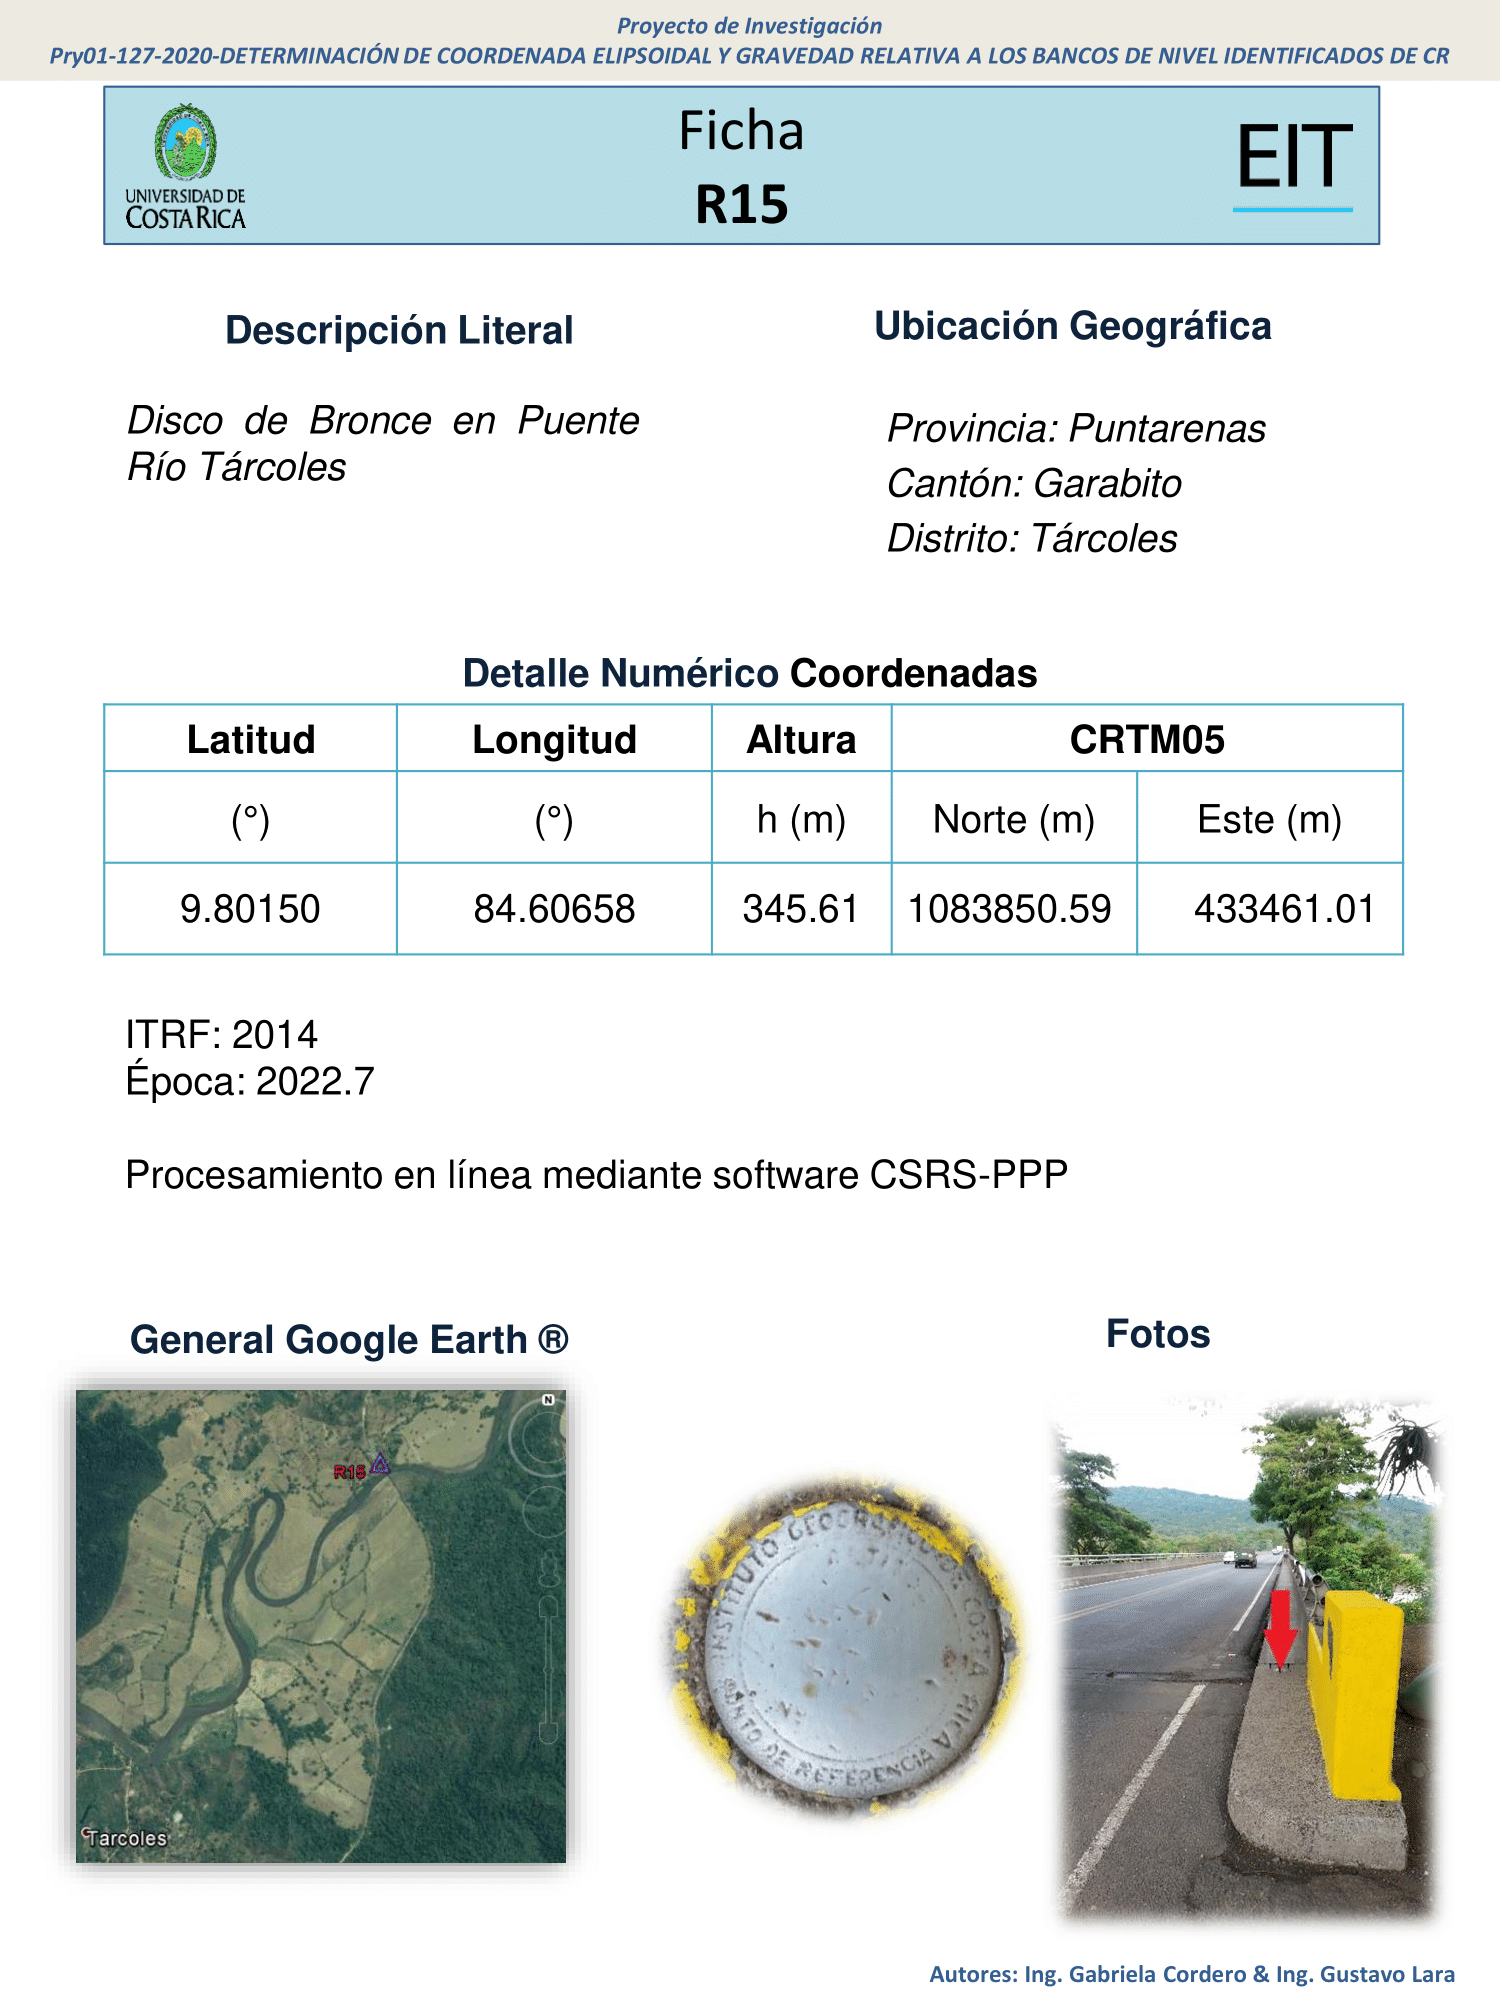 Proyecto de Investigación
Pry01-127-2020-DETERMINACIÓN DE COORDENADA ELIPSOIDAL Y GRAVEDAD RELATIVA A LOS BANCOS DE NIVEL IDENTIFICADOS DE CR
UNIVERSIDAD DE
COSTA RICA
Ficha
R15
EIT
Descripción Literal
Disco de Bronce en Puente
Río Tárcoles
Ubicación Geográfica
Provincia: Puntarenas
Cantón: Garabito
Distrito: Tárcoles
Detalle Numérico Coordenadas
Latitud Longitud Altura CRTM05
(°) (°) h (m) Norte (m) Este (m)
9.80150 84.60658 345.61 1083850.59 433461.01
ITRF: 2014
Época: 2022.7
Procesamiento en línea mediante software CSRS-PPP
General Google Earth ®
N
R15
Tarcoles
Fotos
INSTITUTO GEOGRAFICO CO-A RICA
PUNTO DE REFERENCIA
Autores: Ing. Gabriela Cordero & Ing. Gustavo Lara